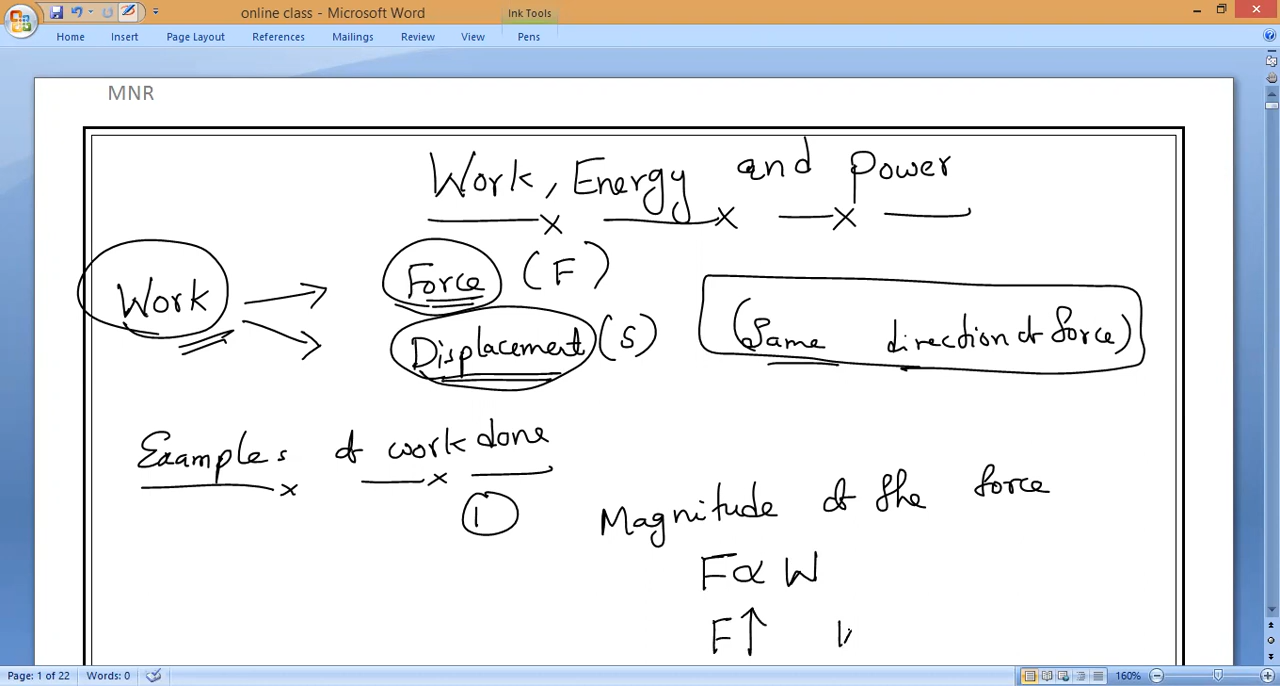 online class - Microsoft Word
Ink Tools
Home Insert Page Layout References Mailings Review View Pens
MNR
Work, Energy and Power
Work → Force (F)
Displacement (S) (Same direction of force)
Examples of work done
1
Magnitude of the force
F ∝ W
F↑
Page: 1 of 22 Words: 0 160%